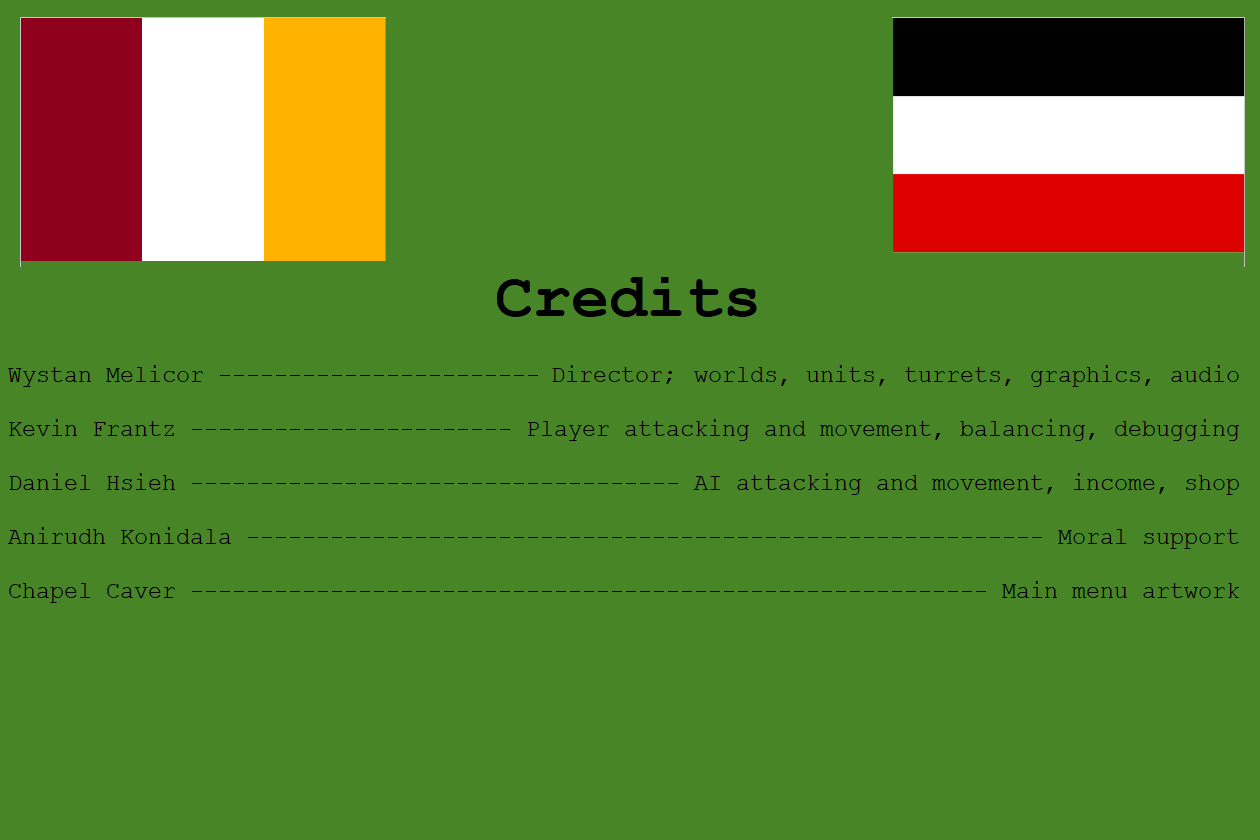 Credits
Wystan Melicor ----------------------- Director; worlds, units, turrets, graphics, audio
Kevin Frantz ----------------------- Player attacking and movement, balancing, debugging
Daniel Hsieh ----------------------------------- AI attacking and movement, income, shop
Anirudh Konidala --------------------------------------------------------- Moral support
Chapel Caver --------------------------------------------------------- Main menu artwork